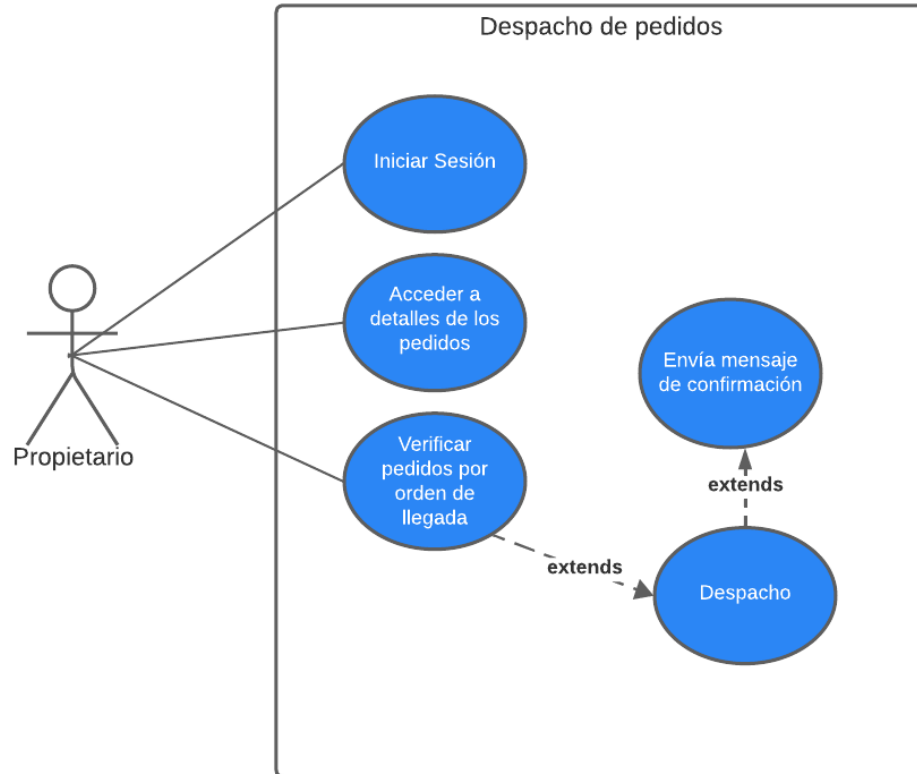 Despacho de pedidos
Iniciar Sesión
Acceder a
detalles de los
pedidos
Envía mensaje
de confirmación
Propietario
Verificar
pedidos por
orden de
llegada
extends
extends
Despacho